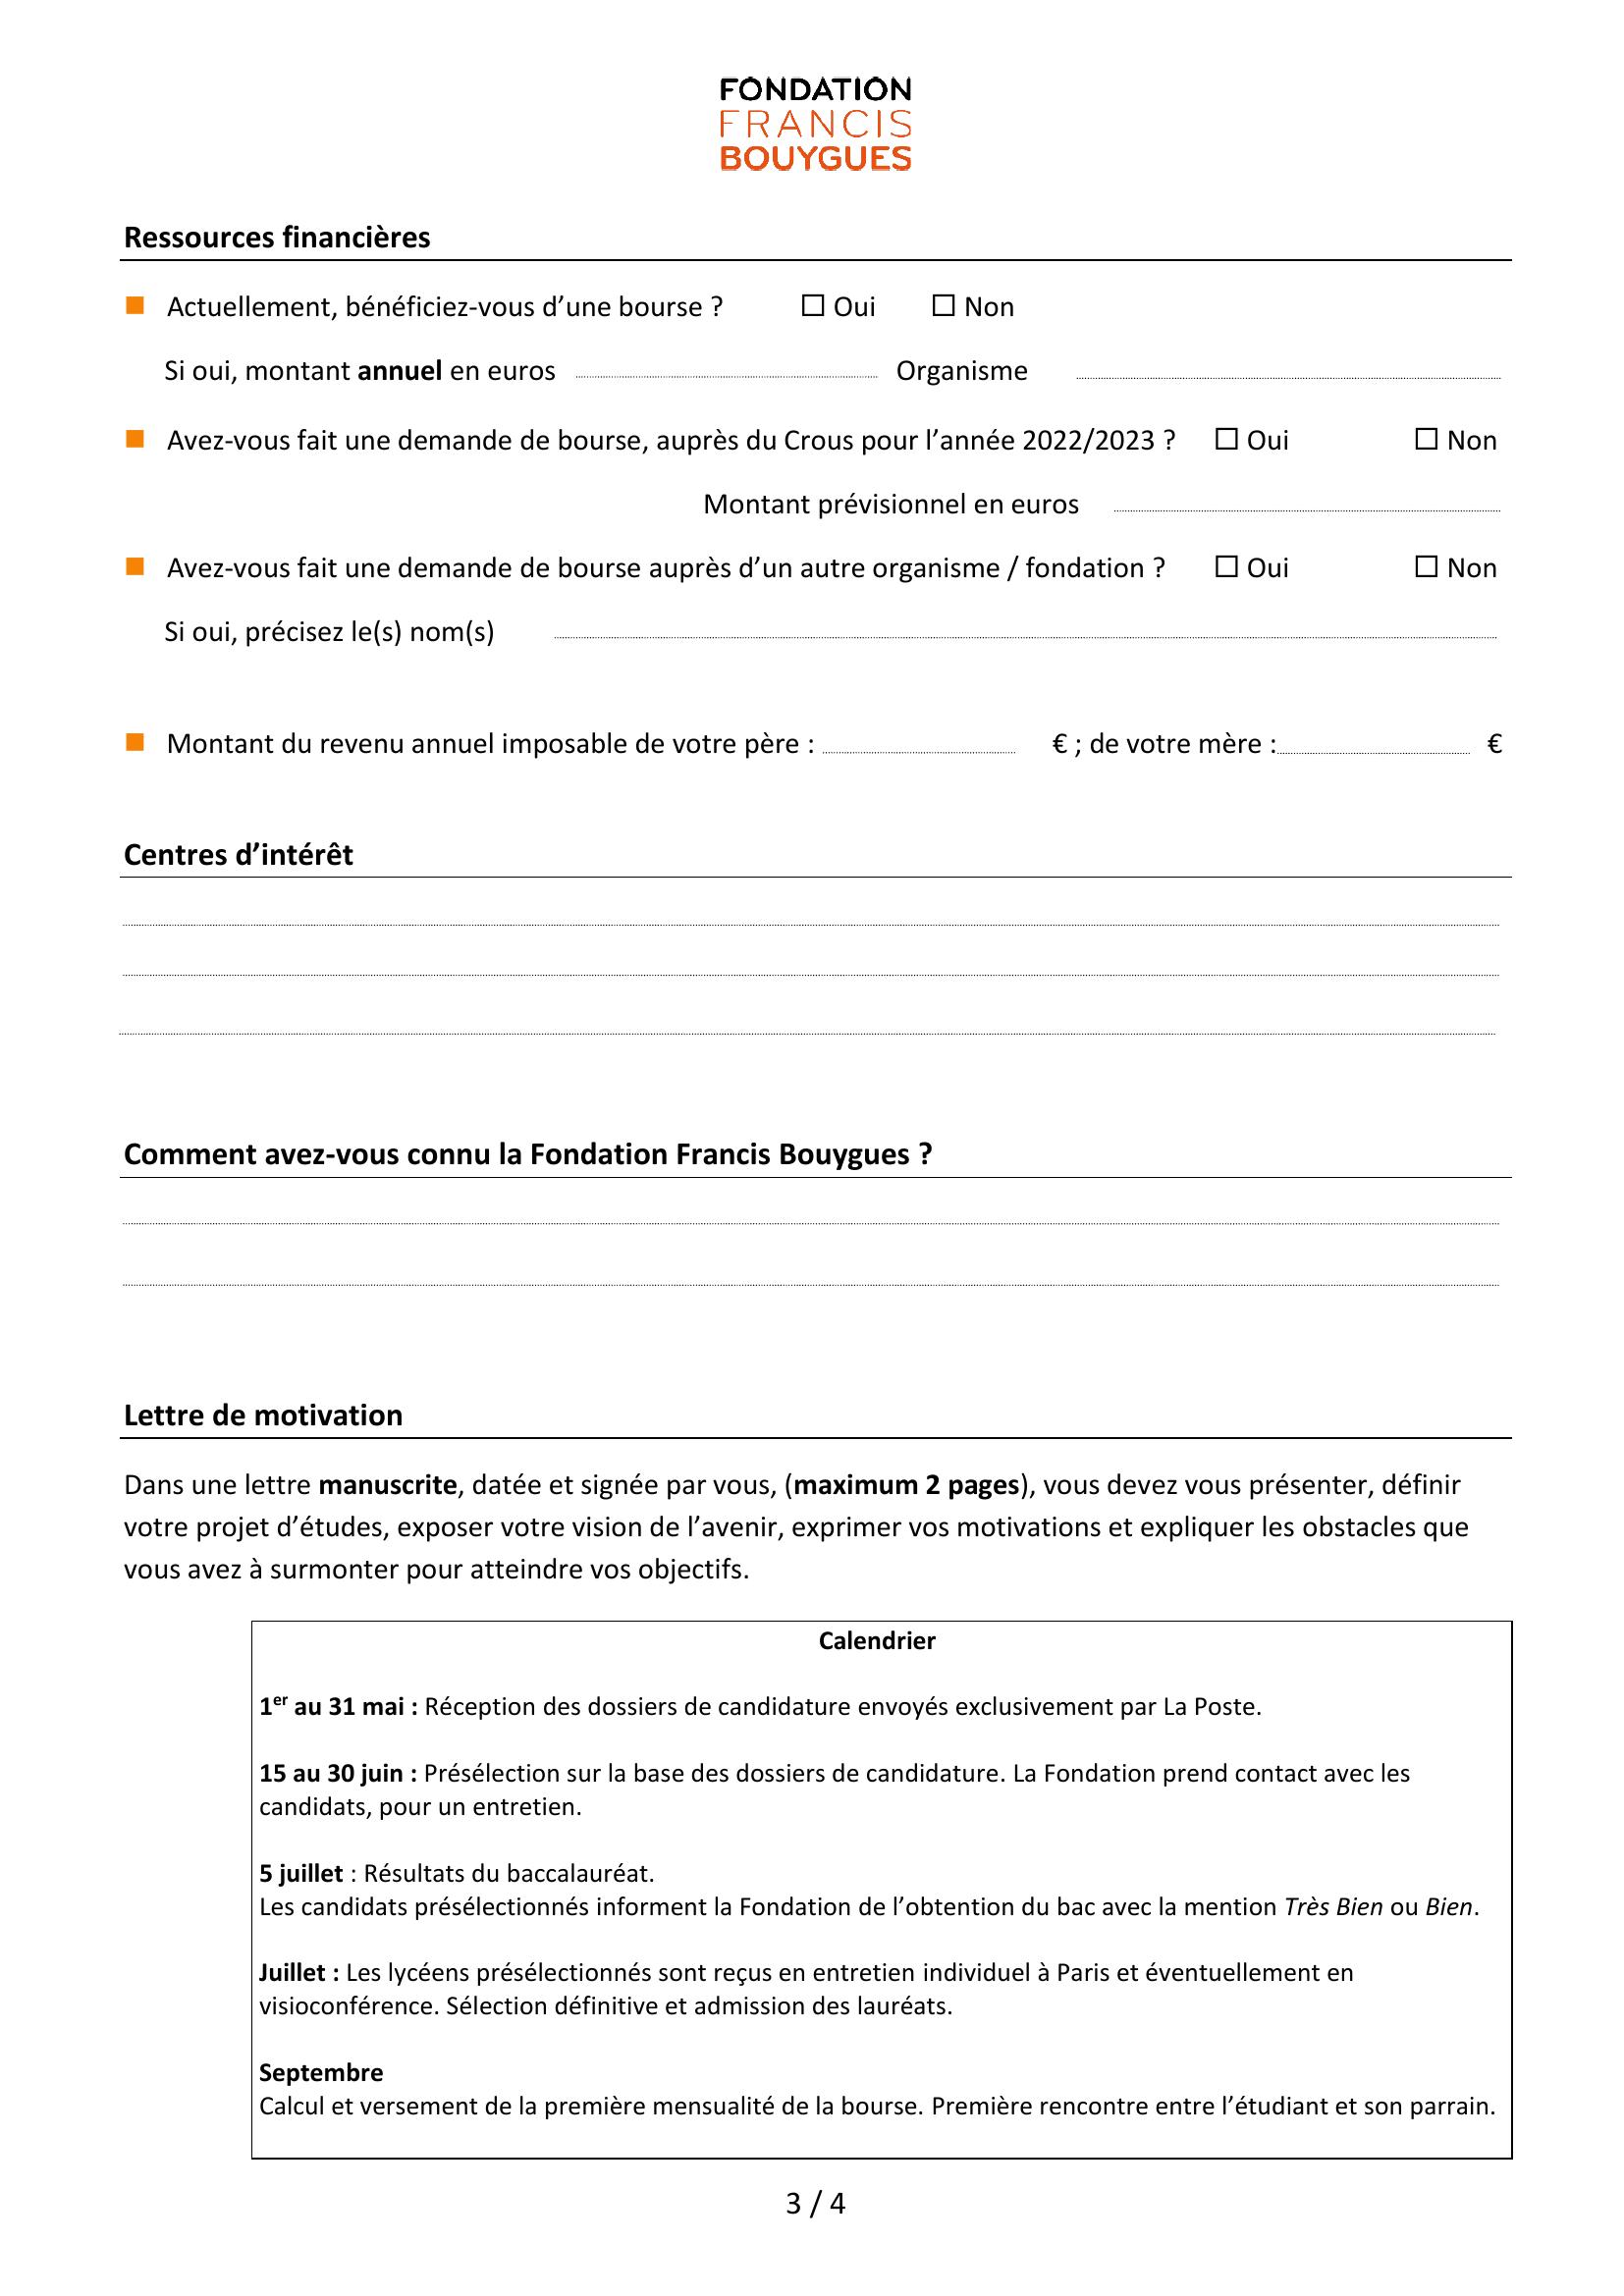 FONDATION
FRANCIS
BOUYGUES
Ressources financières
Actuellement, bénéficiez-vous d’une bourse ? ☐ Oui ☐ Non
Si oui, montant annuel en euros Organisme
Avez-vous fait une demande de bourse, auprès du Crous pour l’année 2022/2023 ? ☐ Oui ☐ Non
Montant prévisionnel en euros
Avez-vous fait une demande de bourse auprès d’un autre organisme / fondation ? ☐ Oui ☐ Non
Si oui, précisez le(s) nom(s)
Montant du revenu annuel imposable de votre père : € ; de votre mère : €
Centres d’intérêt
Comment avez-vous connu la Fondation Francis Bouygues ?
Lettre de motivation
Dans une lettre manuscrite, datée et signée par vous, (maximum 2 pages), vous devez vous présenter, définir
votre projet d’études, exposer votre vision de l’avenir, exprimer vos motivations et expliquer les obstacles que
vous avez à surmonter pour atteindre vos objectifs.
Calendrier
1er au 31 mai : Réception des dossiers de candidature envoyés exclusivement par La Poste.
15 au 30 juin : Présélection sur la base des dossiers de candidature. La Fondation prend contact avec les
candidats, pour un entretien.
5 juillet : Résultats du baccalauréat.
Les candidats présélectionnés informent la Fondation de l’obtention du bac avec la mention Très Bien ou Bien.
Juillet : Les lycéens présélectionnés sont reçus en entretien individuel à Paris et éventuellement en
visioconférence. Sélection définitive et admission des lauréats.
Septembre
Calcul et versement de la première mensualité de la bourse. Première rencontre entre l’étudiant et son parrain.
3 / 4